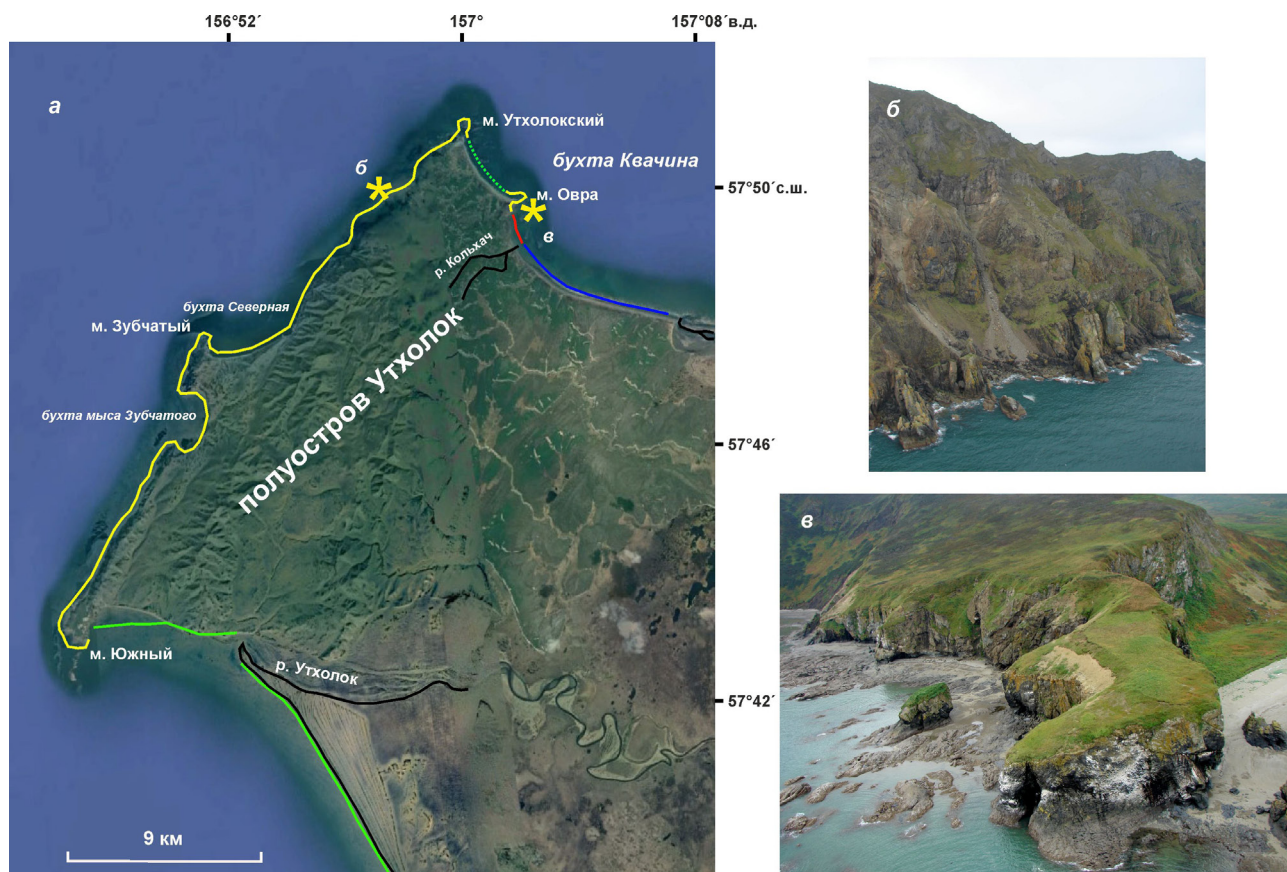 156°52´
157°
157°08´в.д.
а
м. Утхолокский
бухта Квачина
б
57°50´с.ш.
м. Овра
в
р. Кольхач
бухта Северная
м. Зубчатый
полуостров Утхолок
бухта мыса Зубчатого
57°46´
м. Южный
р. Утхолок
57°42´
9 км
б
в